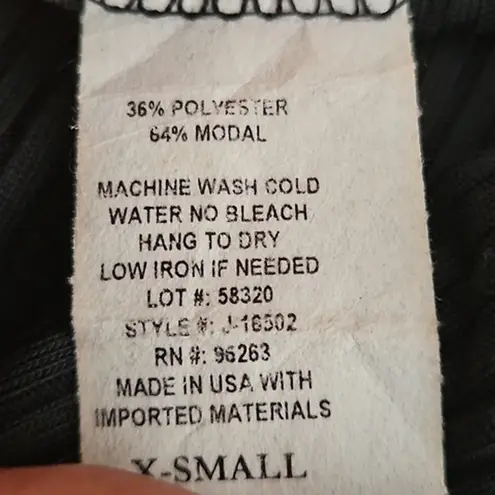 36% POLYESTER
64% MODAL
MACHINE WASH COLD
WATER NO BLEACH
HANG TO DRY
LOW IRON IF NEEDED
LOT #: 58320
STYLE #: J-16502
RN #: 96263
MADE IN USA WITH
IMPORTED MATERIALS
X-SMALL